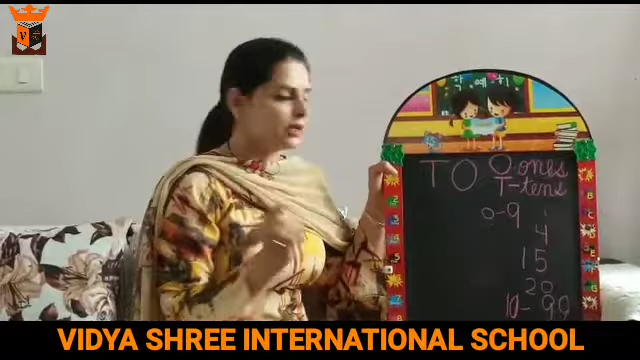 T O O-ones
T-tens
0-9
4
15
20
10-99
VIDYA SHREE INTERNATIONAL SCHOOL